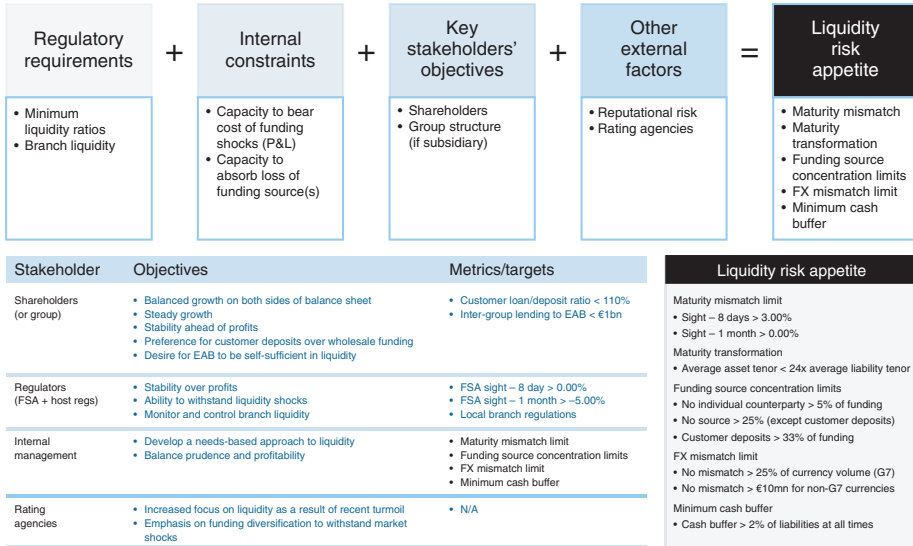 Regulatory
requirements
+
Internal
constraints
+
Key
stakeholders'
objectives
+
Other
external
factors
=
Liquidity
risk
appetite
• Minimum
liquidity ratios
• Branch liquidity
• Capacity to bear
cost of funding
shocks (P&L)
• Capacity to
absorb loss of
funding source(s)
• Shareholders
• Group structure
(if subsidiary)
• Reputational risk
• Rating agencies
• Maturity mismatch
• Maturity
transformation
• Funding source
concentration limits
• FX mismatch limit
• Minimum cash
buffer
Stakeholder Objectives Metrics/targets
Shareholders
(or group)
• Balanced growth on both sides of balance sheet
• Steady growth
• Stability ahead of profits
• Preference for customer deposits over wholesale funding
• Desire for EAB to be self-sufficient in liquidity
• Customer loan/deposit ratio < 110%
• Inter-group lending to EAB < €1bn
Regulators
(FSA + host regs)
• Stability over profits
• Ability to withstand liquidity shocks
• Monitor and control branch liquidity
• FSA sight – 8 day > 0.00%
• FSA sight – 1 month > –5.00%
• Local branch regulations
Internal
management
• Develop a needs-based approach to liquidity
• Balance prudence and profitability
• Maturity mismatch limit
• Funding source concentration limits
• FX mismatch limit
• Minimum cash buffer
Rating
agencies
• Increased focus on liquidity as a result of recent turmoil
• Emphasis on funding diversification to withstand market
shocks
• N/A
Liquidity risk appetite
Maturity mismatch limit
• Sight – 8 days > 3.00%
• Sight – 1 month > 0.00%
Maturity transformation
• Average asset tenor < 24x average liability tenor
Funding source concentration limits
• No individual counterparty > 5% of funding
• No source > 25% (except customer deposits)
• Customer deposits > 33% of funding
FX mismatch limit
• No mismatch > 25% of currency volume (G7)
• No mismatch > €10mn for non-G7 currencies
Minimum cash buffer
• Cash buffer > 2% of liabilities at all times